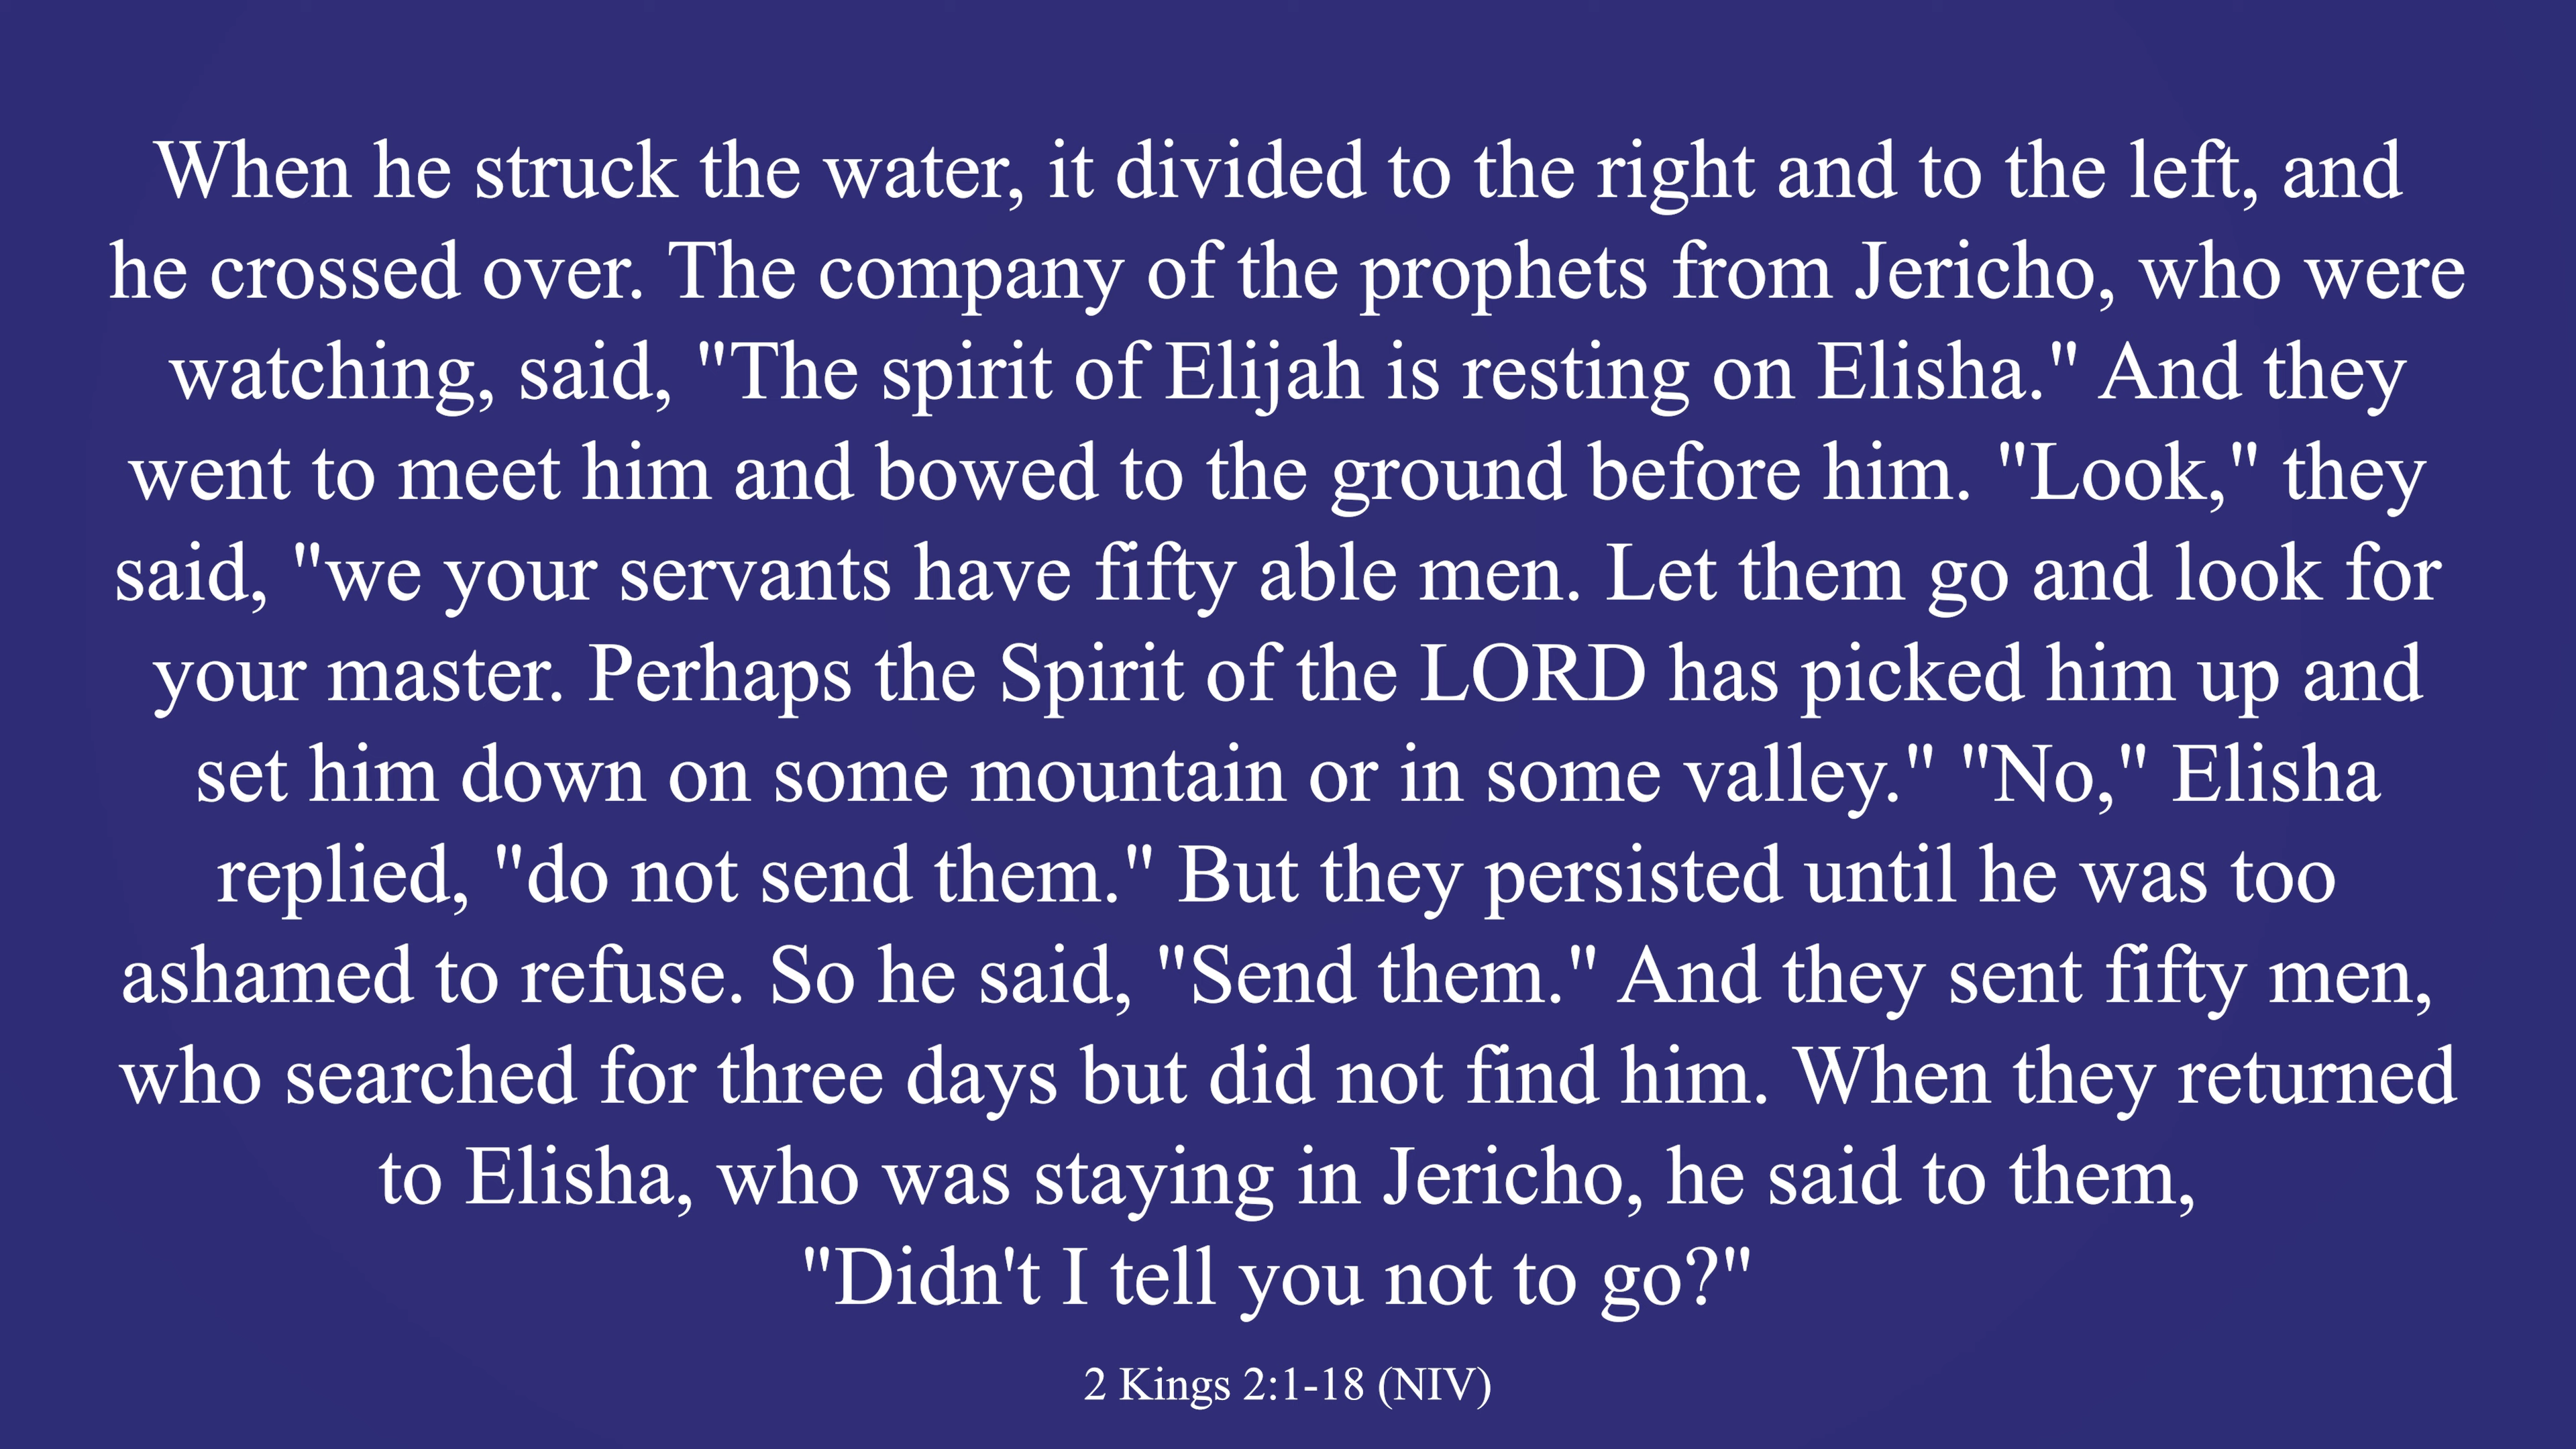 When he struck the water, it divided to the right and to the left, and
he crossed over. The company of the prophets from Jericho, who were
watching, said, "The spirit of Elijah is resting on Elisha." And they
went to meet him and bowed to the ground before him. "Look," they
said, "we your servants have fifty able men. Let them go and look for
your master. Perhaps the Spirit of the LORD has picked him up and
set him down on some mountain or in some valley." "No," Elisha
replied, "do not send them." But they persisted until he was too
ashamed to refuse. So he said, "Send them." And they sent fifty men,
who searched for three days but did not find him. When they returned
to Elisha, who was staying in Jericho, he said to them,
"Didn't I tell you not to go?"
2 Kings 2:1-18 (NIV)